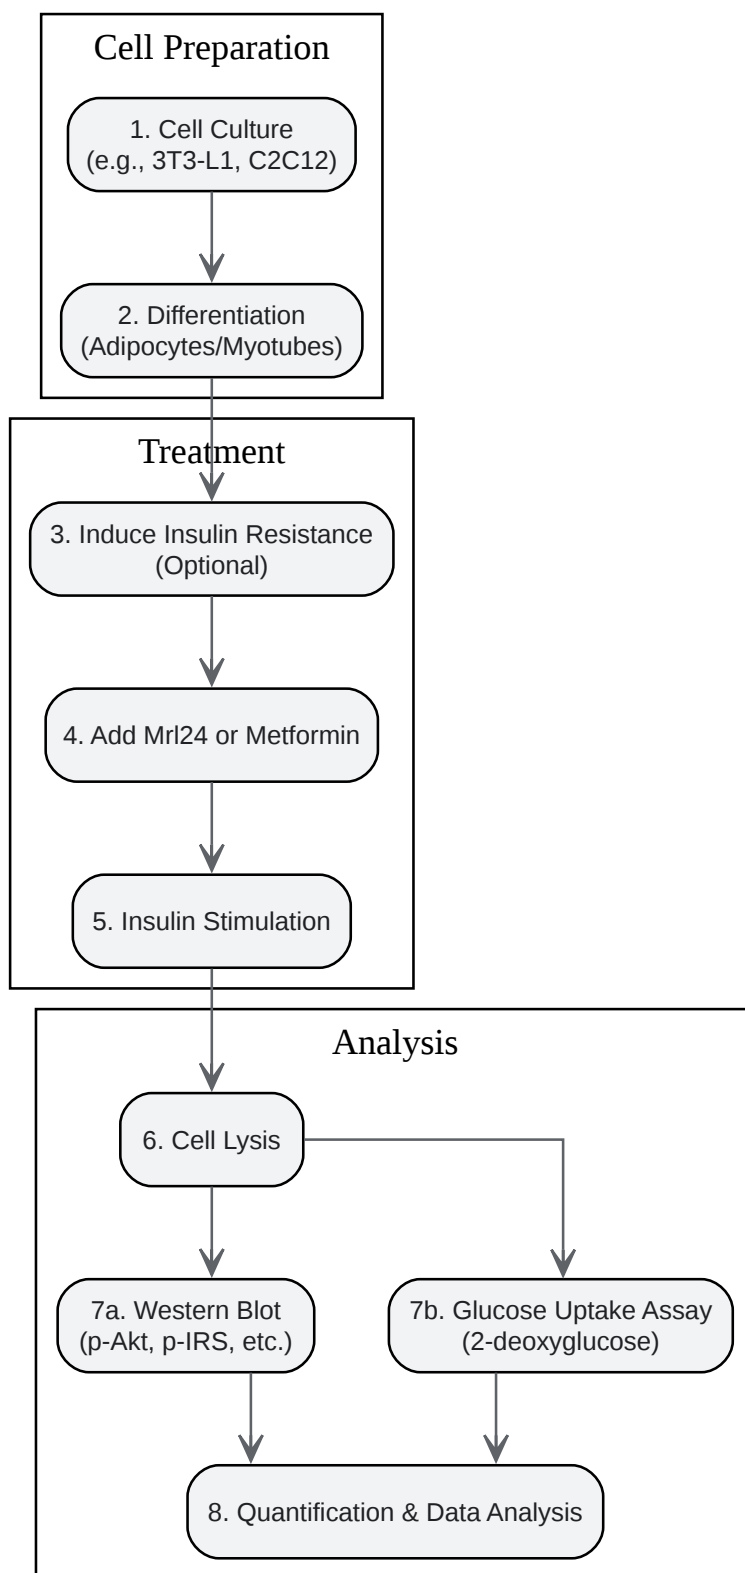 Cell Preparation
1. Cell Culture
(e.g., 3T3-L1, C2C12)
2. Differentiation
(Adipocytes/Myotubes)
Treatment
3. Induce Insulin Resistance
(Optional)
4. Add Mrl24 or Metformin
5. Insulin Stimulation
Analysis
6. Cell Lysis
7a. Western Blot
(p-Akt, p-IRS, etc.)
7b. Glucose Uptake Assay
(2-deoxyglucose)
8. Quantification & Data Analysis